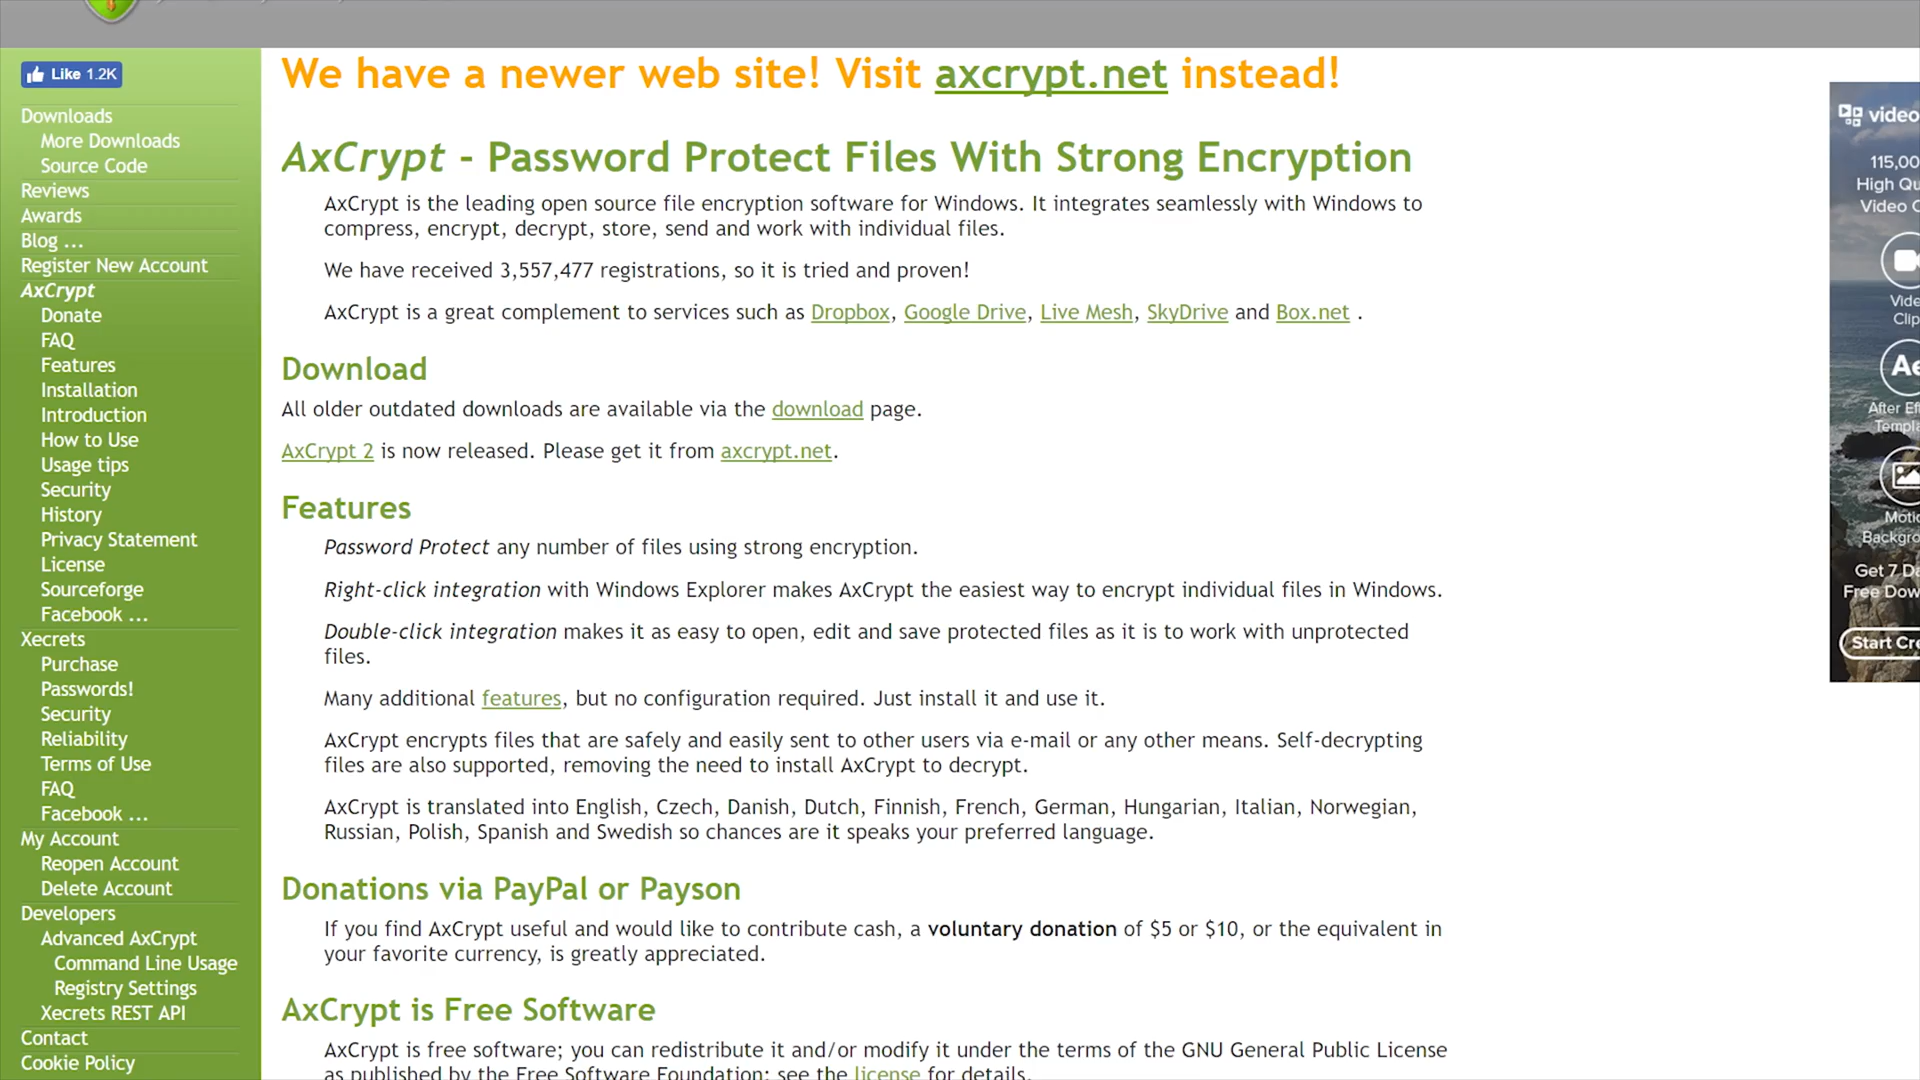 Like 1.2K
Downloads
More Downloads
Source Code
Reviews
Awards
Blog ...
Register New Account
AxCrypt
Donate
FAQ
Features
Installation
Introduction
How to Use
Usage tips
Security
History
Privacy Statement
License
Sourceforge
Facebook ...
Xecrets
Purchase
Passwords!
Security
Reliability
Terms of Use
FAQ
Facebook ...
My Account
Reopen Account
Delete Account
Developers
Advanced AxCrypt
Command Line Usage
Registry Settings
Xecrets REST API
Contact
Cookie Policy
We have a newer web site! Visit axcrypt.net instead!
AxCrypt - Password Protect Files With Strong Encryption
AxCrypt is the leading open source file encryption software for Windows. It integrates seamlessly with Windows to
compress, encrypt, decrypt, store, send and work with individual files.
We have received 3,557,477 registrations, so it is tried and proven!
AxCrypt is a great complement to services such as Dropbox, Google Drive, Live Mesh, SkyDrive and Box.net .
Download
All older outdated downloads are available via the download page.
AxCrypt 2 is now released. Please get it from axcrypt.net.
Features
Password Protect any number of files using strong encryption.
Right-click integration with Windows Explorer makes AxCrypt the easiest way to encrypt individual files in Windows.
Double-click integration makes it as easy to open, edit and save protected files as it is to work with unprotected
files.
Many additional features, but no configuration required. Just install it and use it.
AxCrypt encrypts files that are safely and easily sent to other users via e-mail or any other means. Self-decrypting
files are also supported, removing the need to install AxCrypt to decrypt.
AxCrypt is translated into English, Czech, Danish, Dutch, Finnish, French, German, Hungarian, Italian, Norwegian,
Russian, Polish, Spanish and Swedish so chances are it speaks your preferred language.
Donations via PayPal or Payson
If you find AxCrypt useful and would like to contribute cash, a voluntary donation of $5 or $10, or the equivalent in
your favorite currency, is greatly appreciated.
AxCrypt is Free Software
AxCrypt is free software; you can redistribute it and/or modify it under the terms of the GNU General Public License
as published by the Free Software Foundation; see the license for details.
video
115,00
High Qu
Video C
Vide
Clip
Ae
After Eff
Templa
Motio
Backgro
Get 7 Da
Free Dow
Start Cre